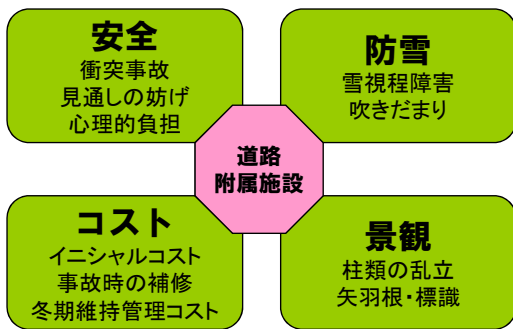 安全
衝突事故
見通しの妨げ
心理的負担
防雪
雪視程障害
吹きだまり
道路
附属施設
コスト
イニシャルコスト
事故時の補修
冬期維持管理コスト
景観
柱類の乱立
矢羽根・標識